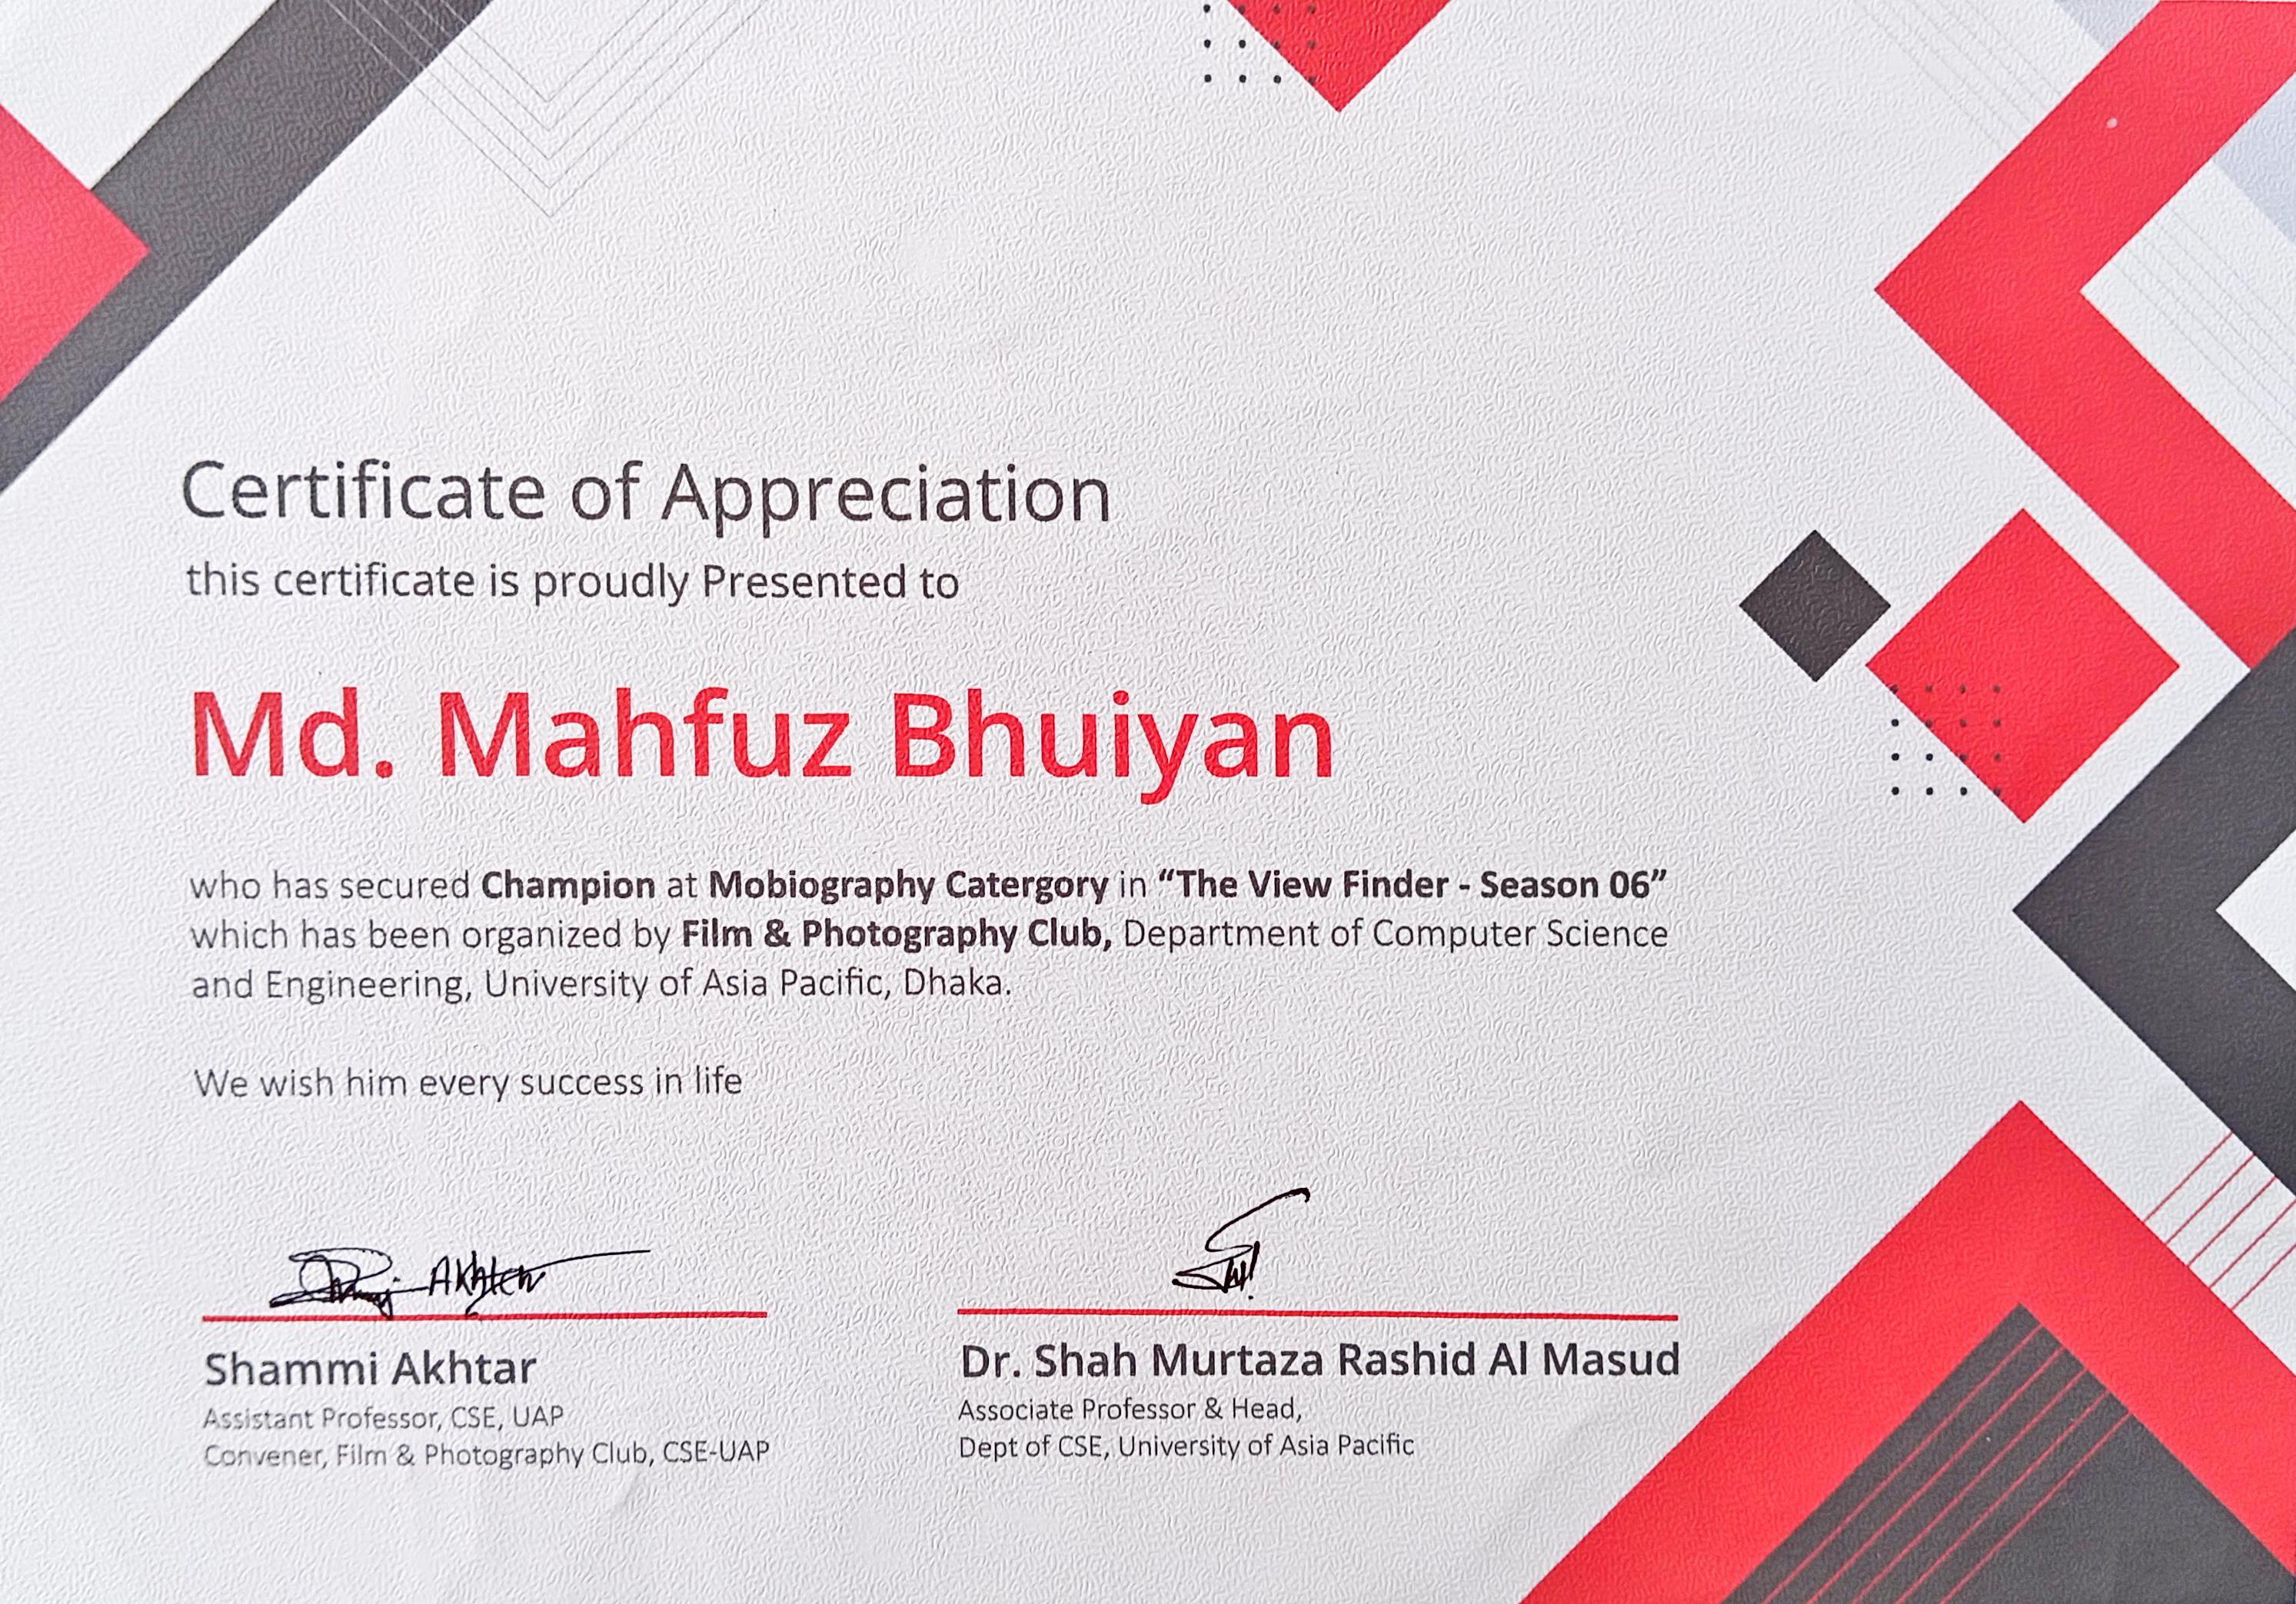 Certificate of Appreciation
this certificate is proudly Presented to
Md. Mahfuz Bhuiyan
who has secured Champion at Mobiography Catergory in “The View Finder - Season 06”
which has been organized by Film & Photography Club, Department of Computer Science
and Engineering, University of Asia Pacific, Dhaka.
We wish him every success in life
Akhter
Shammi Akhtar
Assistant Professor, CSE, UAP
Convener, Film & Photography Club, CSE-UAP
Dr. Shah Murtaza Rashid Al Masud
Associate Professor & Head,
Dept of CSE, University of Asia Pacific